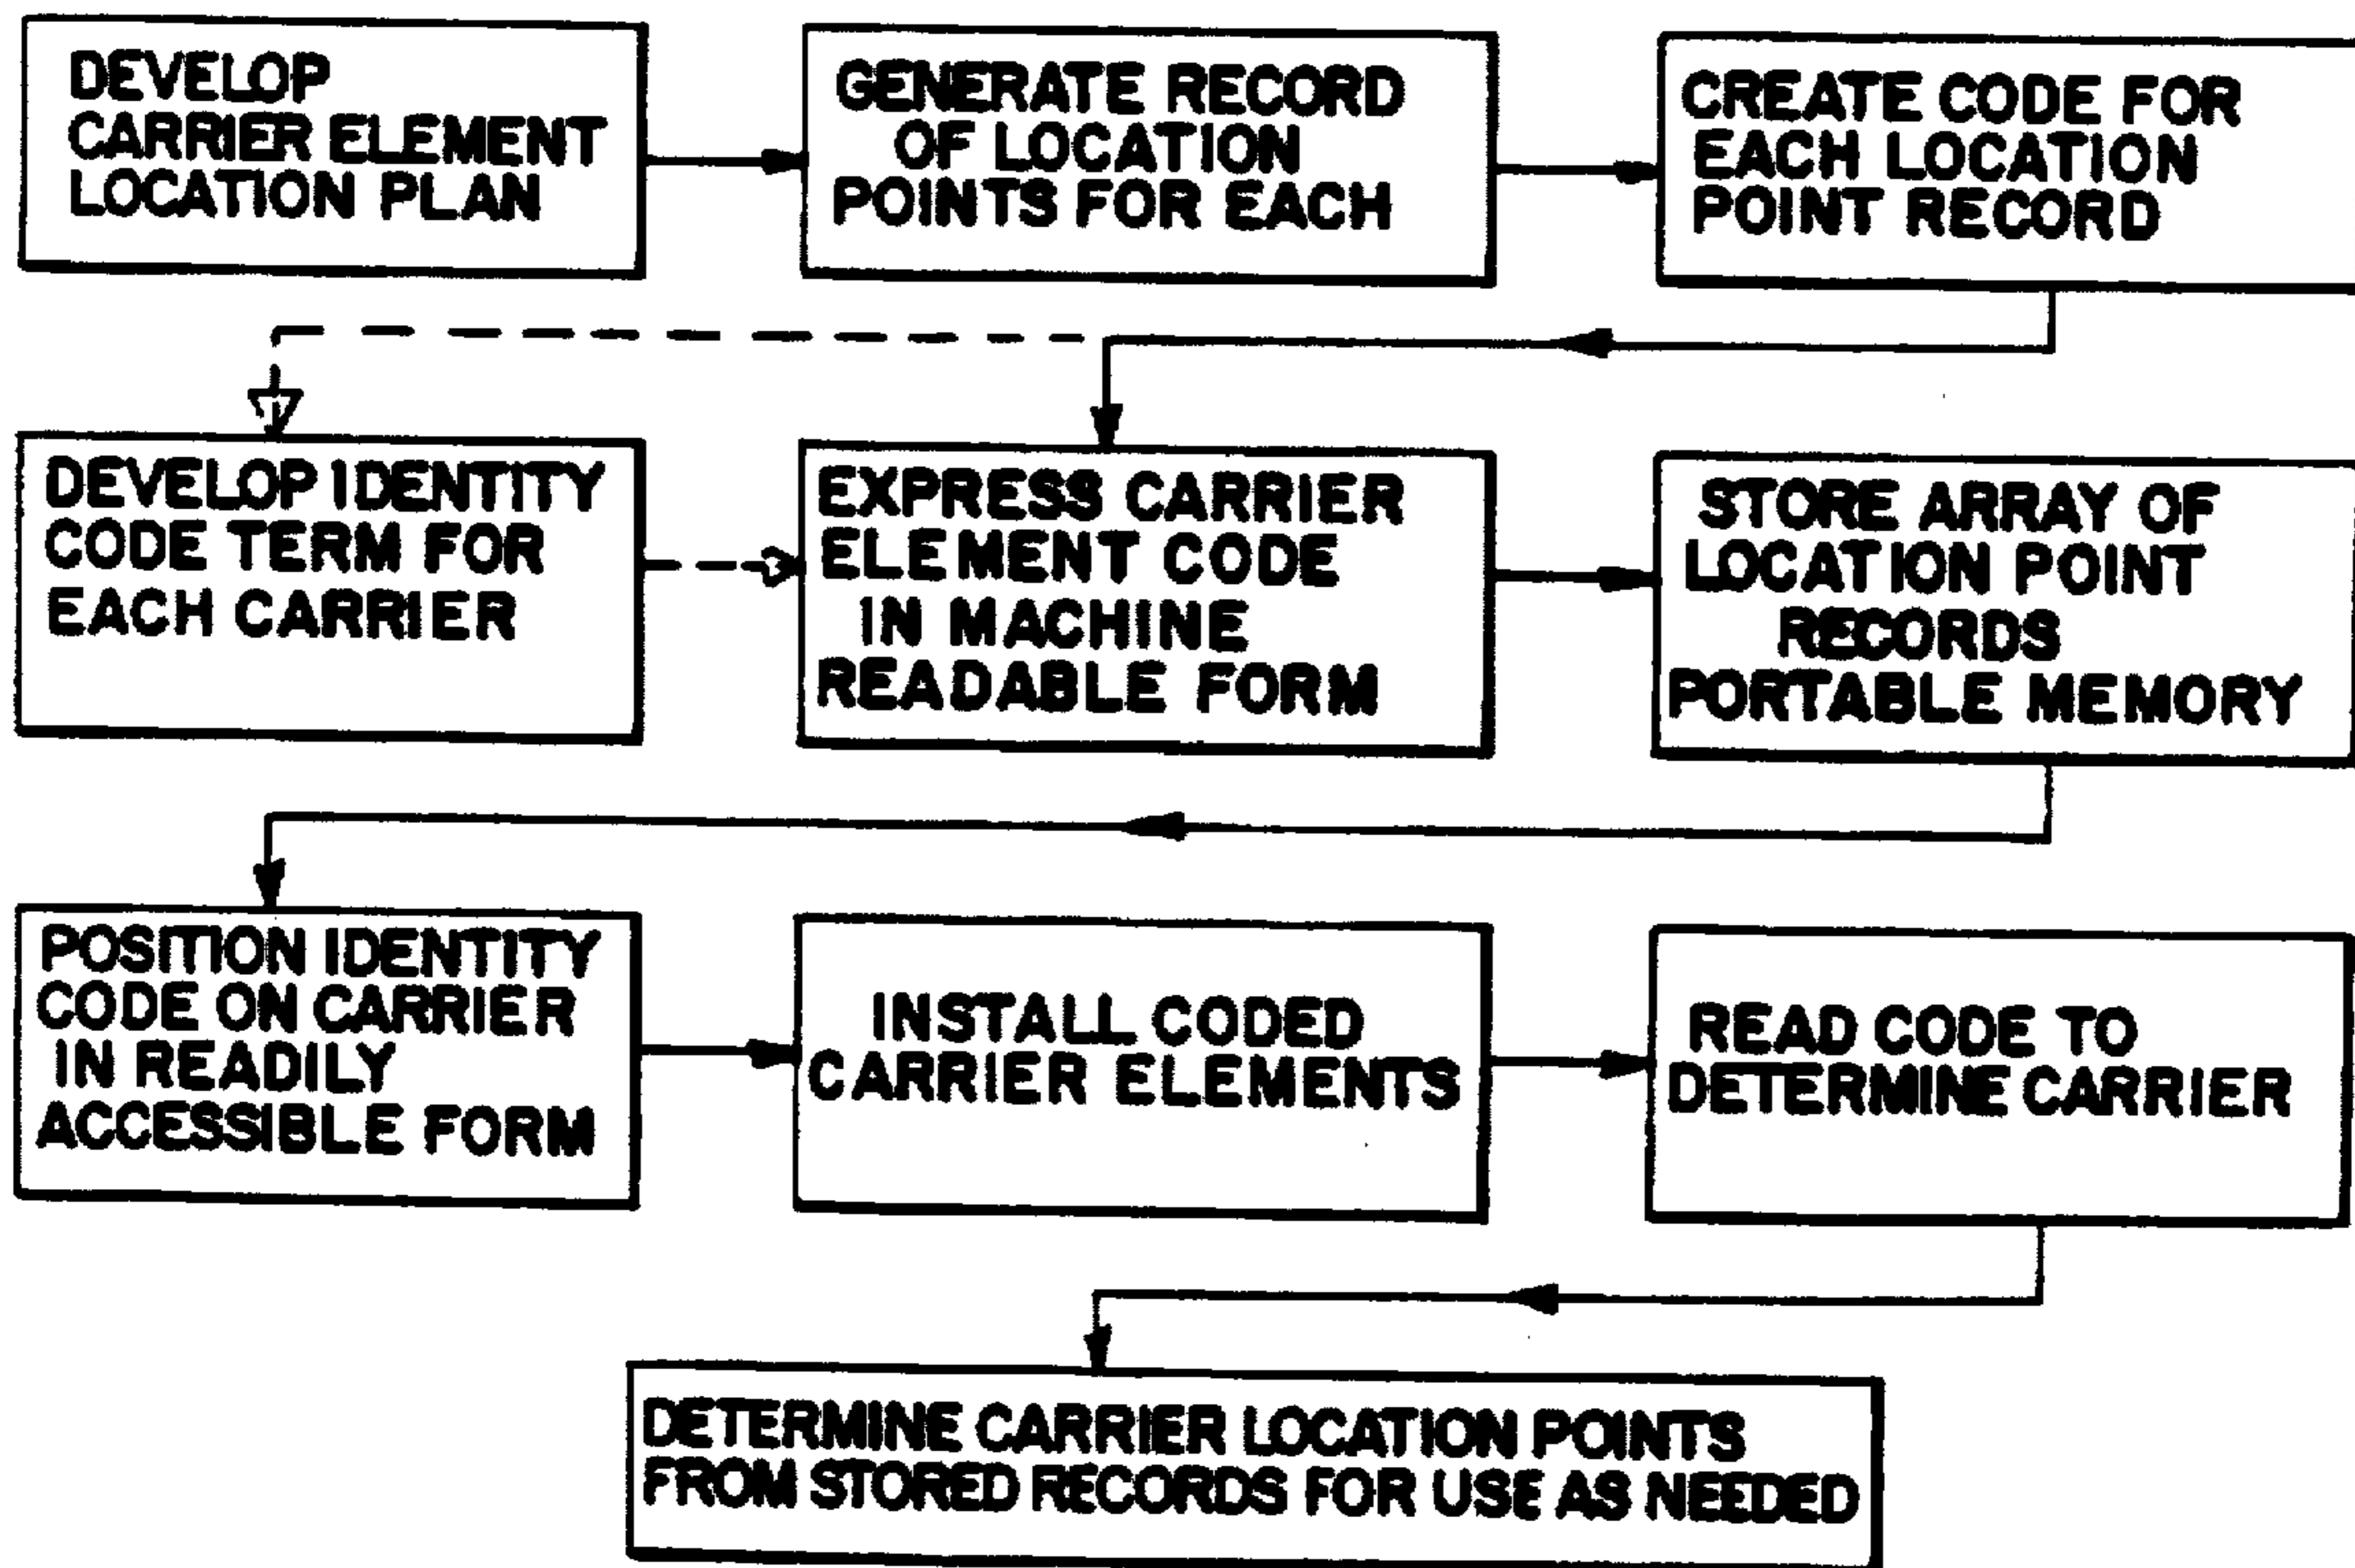 DEVELOP
CARRIER ELEMENT
LOCATION PLAN
GENERATE RECORD
OF LOCATION
POINTS FOR EACH
CREATE CODE FOR
EACH LOCATION
POINT RECORD
DEVELOP IDENTITY
CODE TERM FOR
EACH CARRIER
EXPRESS CARRIER
ELEMENT CODE
IN MACHINE
READABLE FORM
STORE ARRAY OF
LOCATION POINT
RECORDS
PORTABLE MEMORY
POSITION IDENTITY
CODE ON CARRIER
IN READILY
ACCESSIBLE FORM
INSTALL CODED
CARRIER ELEMENTS
READ CODE TO
DETERMINE CARRIER
DETERMINE CARRIER LOCATION POINTS
FROM STORED RECORDS FOR USE AS NEEDED